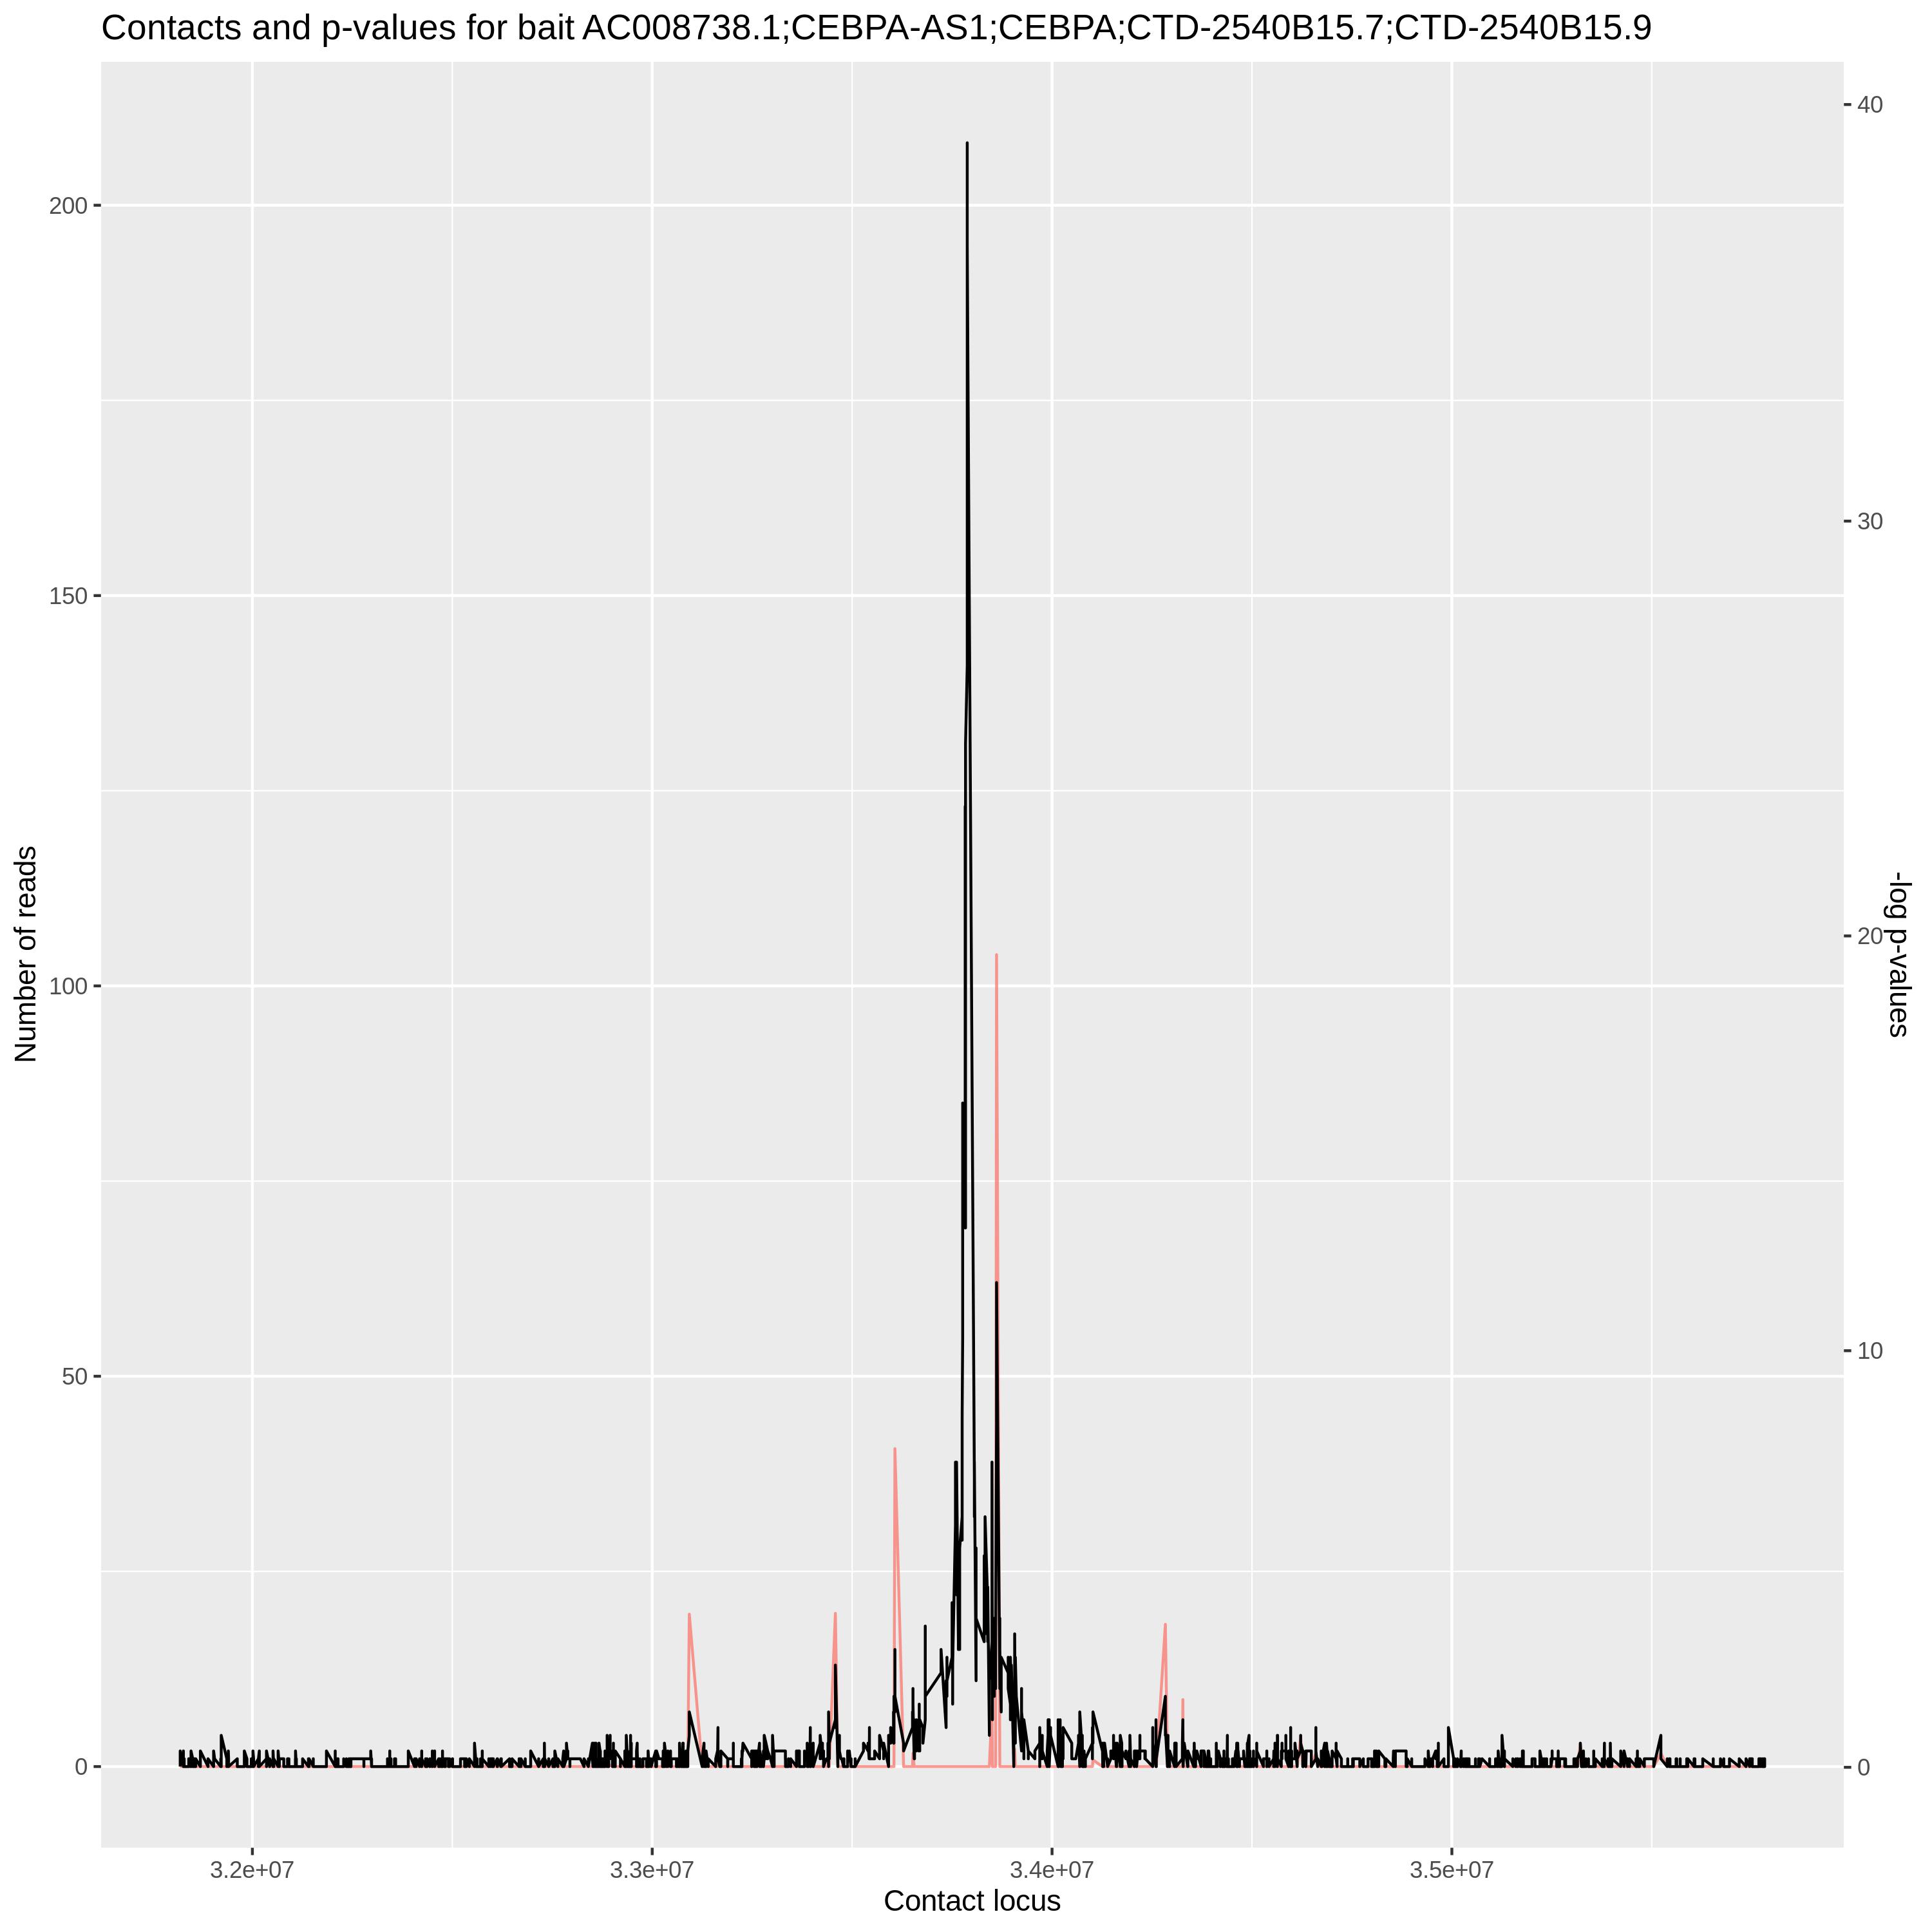 Contacts and p-values for bait AC008738.1;CEBPA-AS1;CEBPA;CTD-2540B15.7;CTD-2540B15.9
Number of reads
200
150
100
50
0
40
30
20
10
0
-log p-values
3.2e+07 3.3e+07 3.4e+07 3.5e+07
Contact locus